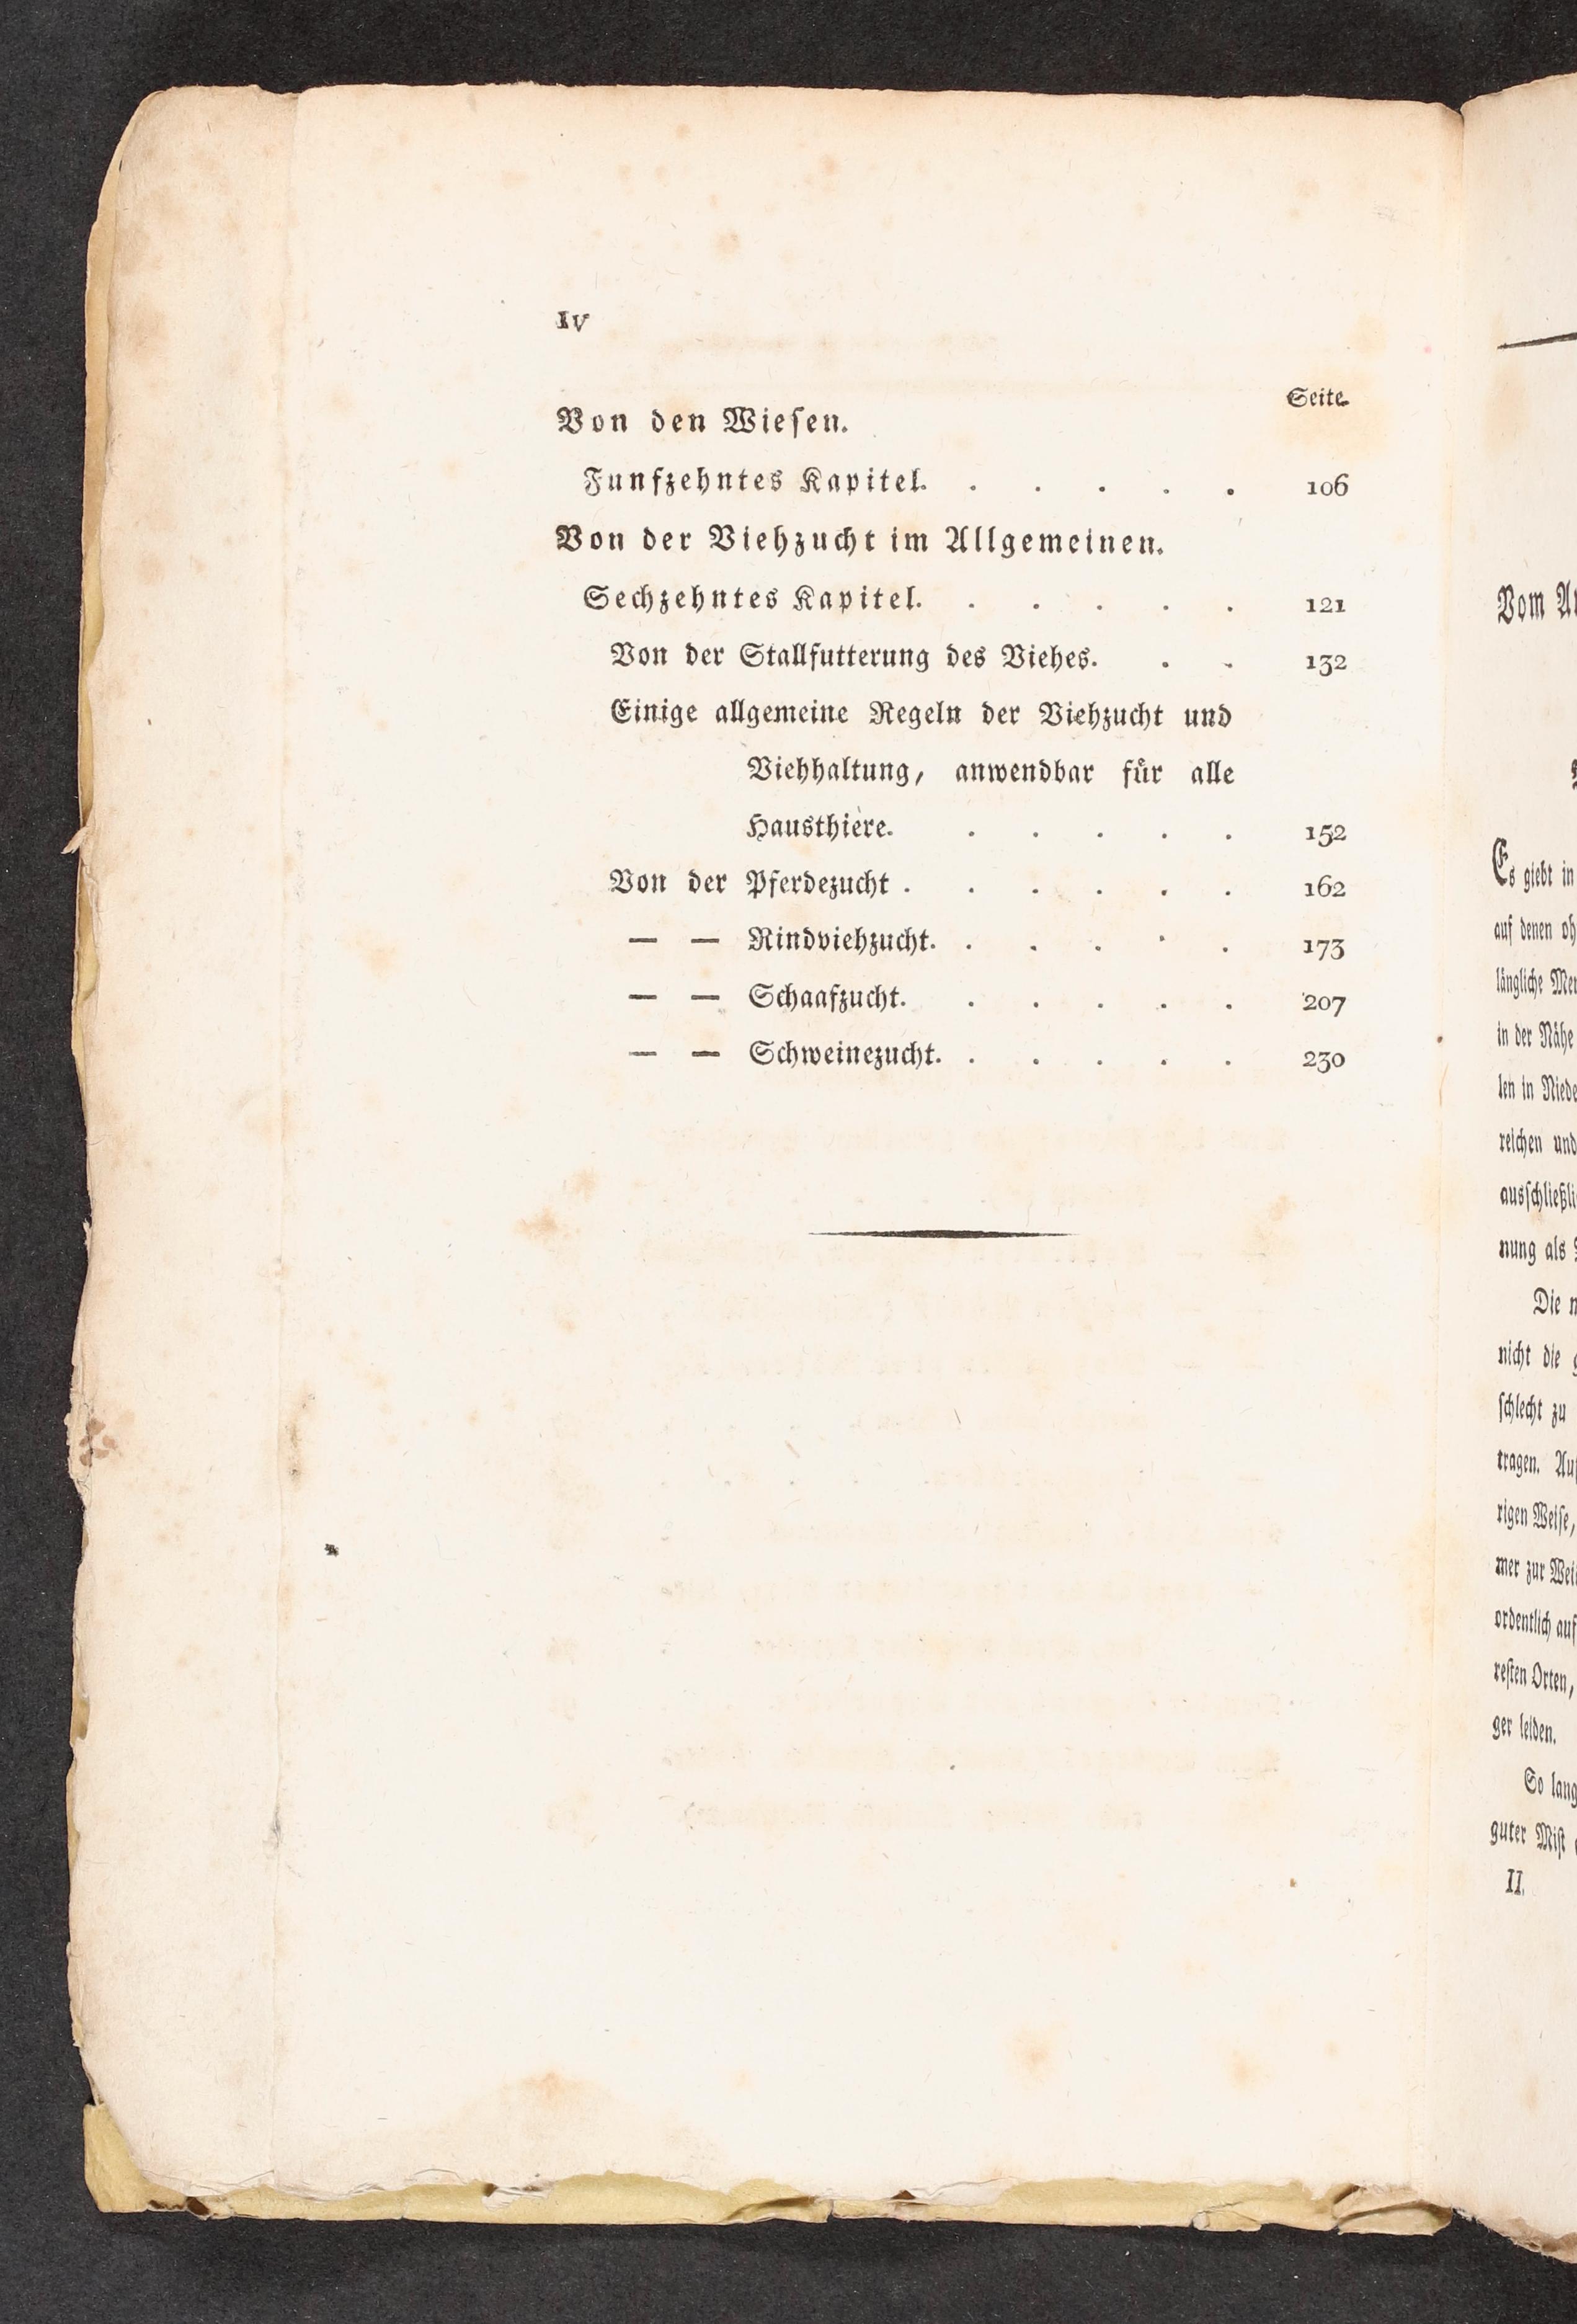 IV
Seite.
Von den Wiesen.
Funfzehntes Kapitel. . . . . . 106
Von der Viehzucht im Allgemeinen.
Sechzehntes Kapitel. . . . . . 121
Von der Stallfutterung des Viehes. . . 132
Einige allgemeine Regeln der Viehzucht und
Viehhaltung, anwendbar für alle
Hausthiere. . . . . . 152
Von der Pferdezucht . . . . . . 162
— — Rindviehzucht. . . . . . 173
— — Schaafzucht. . . . . . 207
— — Schweinezucht. . . . . . 230
Vom
Es giebt in
auf denen
längliche
in der Nähe
len in
reichen und
nung als
Die
nicht die
schlecht zu
tragen.
rigen Weise,
mer zur
ordentlich auf
resten Orten,
ger leiden.
So lang
guter Mist
II.